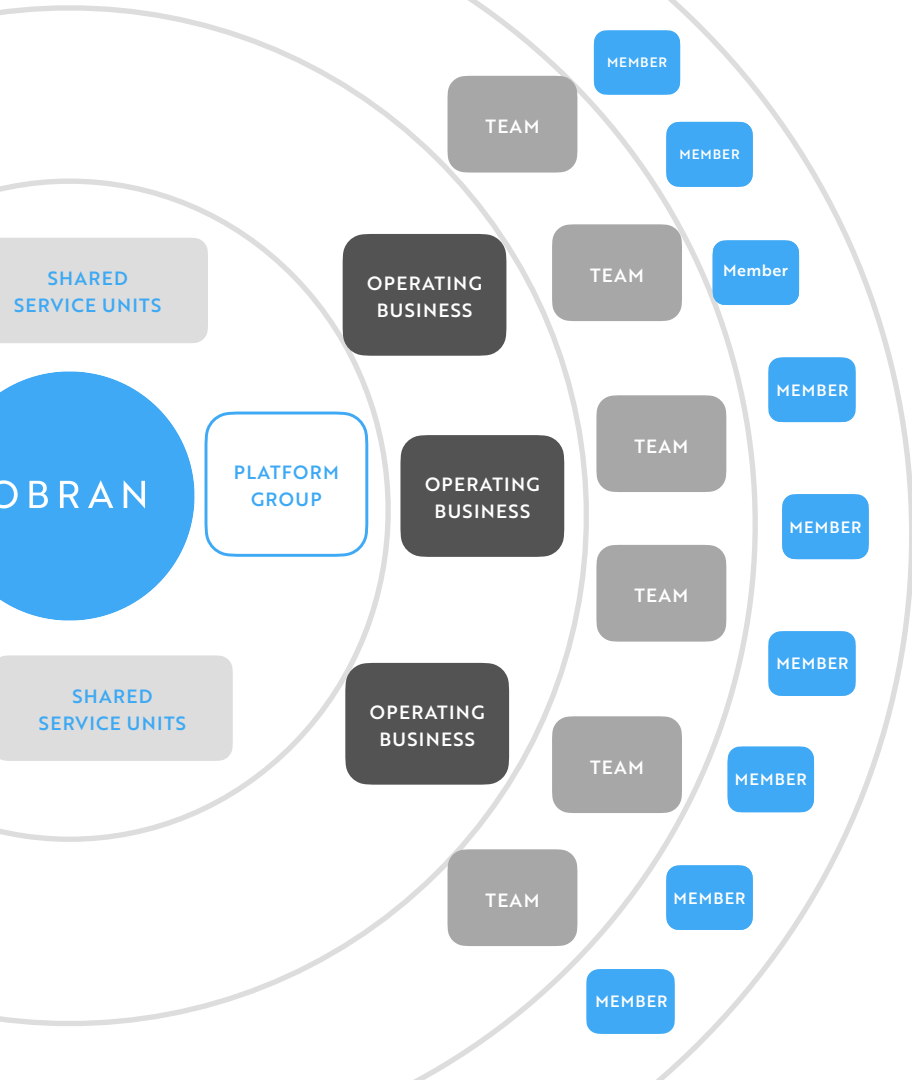 MEMBER
TEAM
MEMBER
Member
TEAM
SHARED
SERVICE UNITS
OPERATING
BUSINESS
MEMBER
TEAM
OBRAN
PLATFORM
GROUP
OPERATING
BUSINESS
MEMBER
TEAM
MEMBER
SHARED
SERVICE UNITS
OPERATING
BUSINESS
TEAM
MEMBER
TEAM
MEMBER
MEMBER